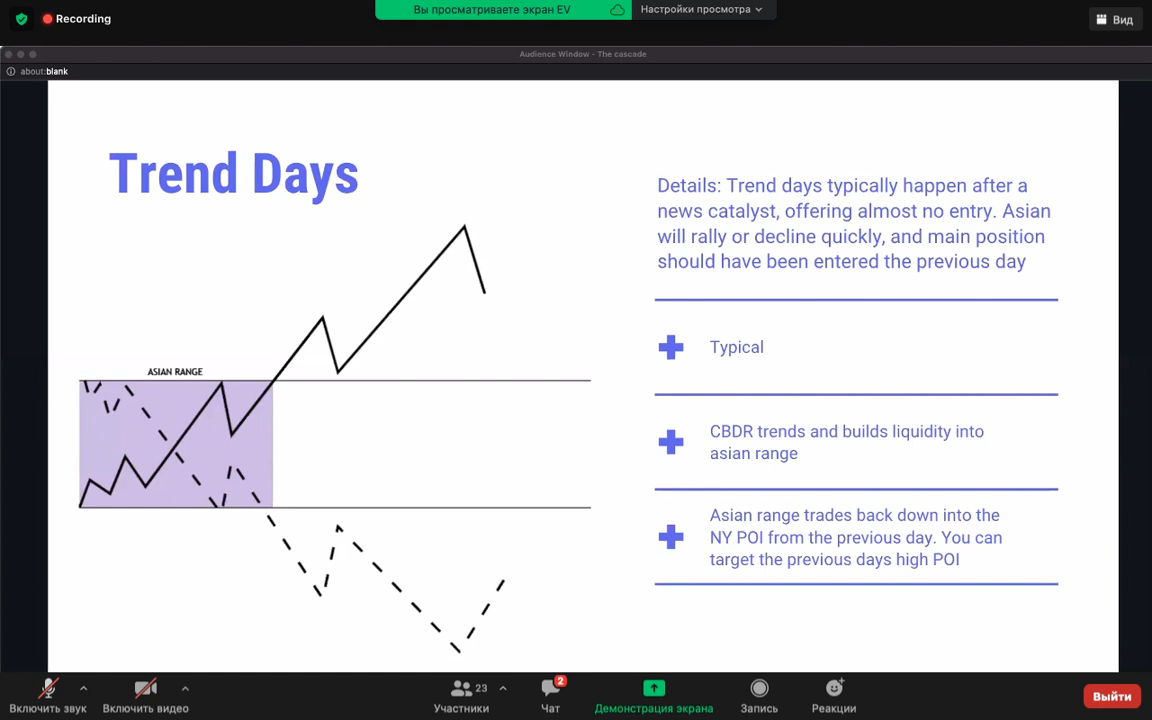 Recording
Вы просматриваете экран EV
Настройки просмотра
Вид
Audience Window - The cascade
about:blank
Trend Days
Details: Trend days typically happen after a
news catalyst, offering almost no entry. Asian
will rally or decline quickly, and main position
should have been entered the previous day
ASIAN RANGE
Typical
CBDR trends and builds liquidity into
asian range
Asian range trades back down into the
NY POI from the previous day. You can
target the previous days high POI
Включить звук
Включить видео
23
Участники
2
Чат
Демонстрация экрана
Запись
Реакции
Выйти